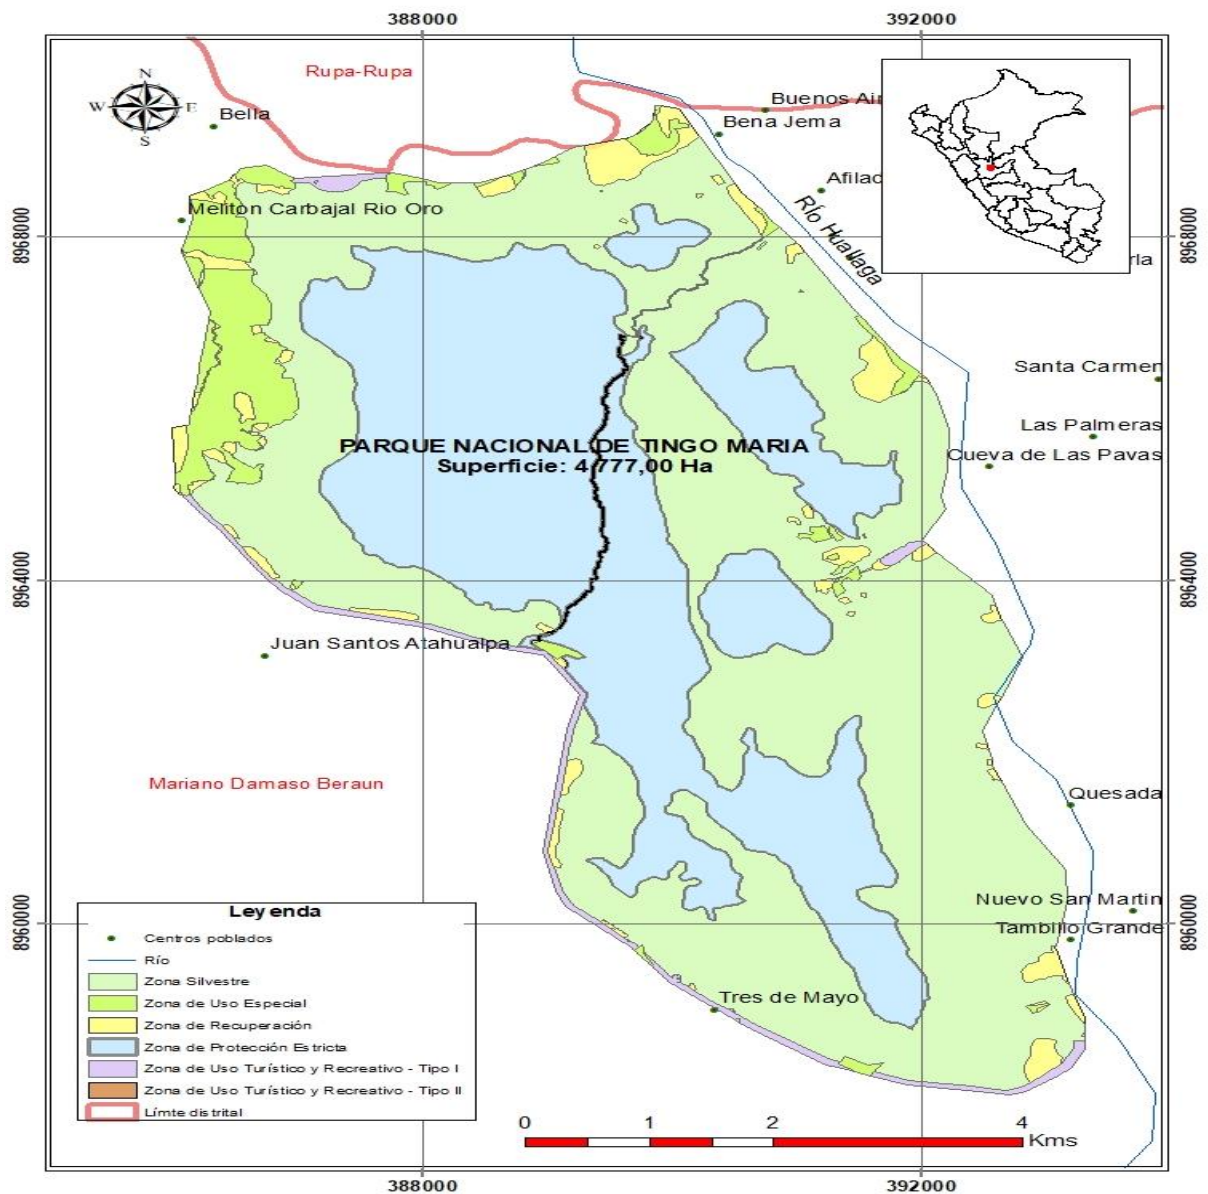 388000
392000
Rupa-Rupa
N
W
E
S
Bella
Buenos Air
Bena Jema
Afilad
Río Huallaga
Meliton Carbajal Rio Oro
8968000
8968000
rla
Santa Carmen
Las Palmeras
PARQUE NACIONAL DE TINGO MARIA
Cueva de Las Pavas
Superficie: 4 777,00 Ha
8964000
8964000
Juan Santos Atahualpa
Mariano Damaso Beraun
Quesada
Nuevo San Martin
Tambillo Grande
8960000
8960000
Tres de Mayo
Leyenda
Centros poblados
Río
Zona Silvestre
Zona de Uso Especial
Zona de Recuperación
Zona de Protección Estricta
Zona de Uso Turístico y Recreativo - Tipo I
Zona de Uso Turístico y Recreativo - Tipo II
Límte distrital
0 1 2 4
Kms
388000
392000